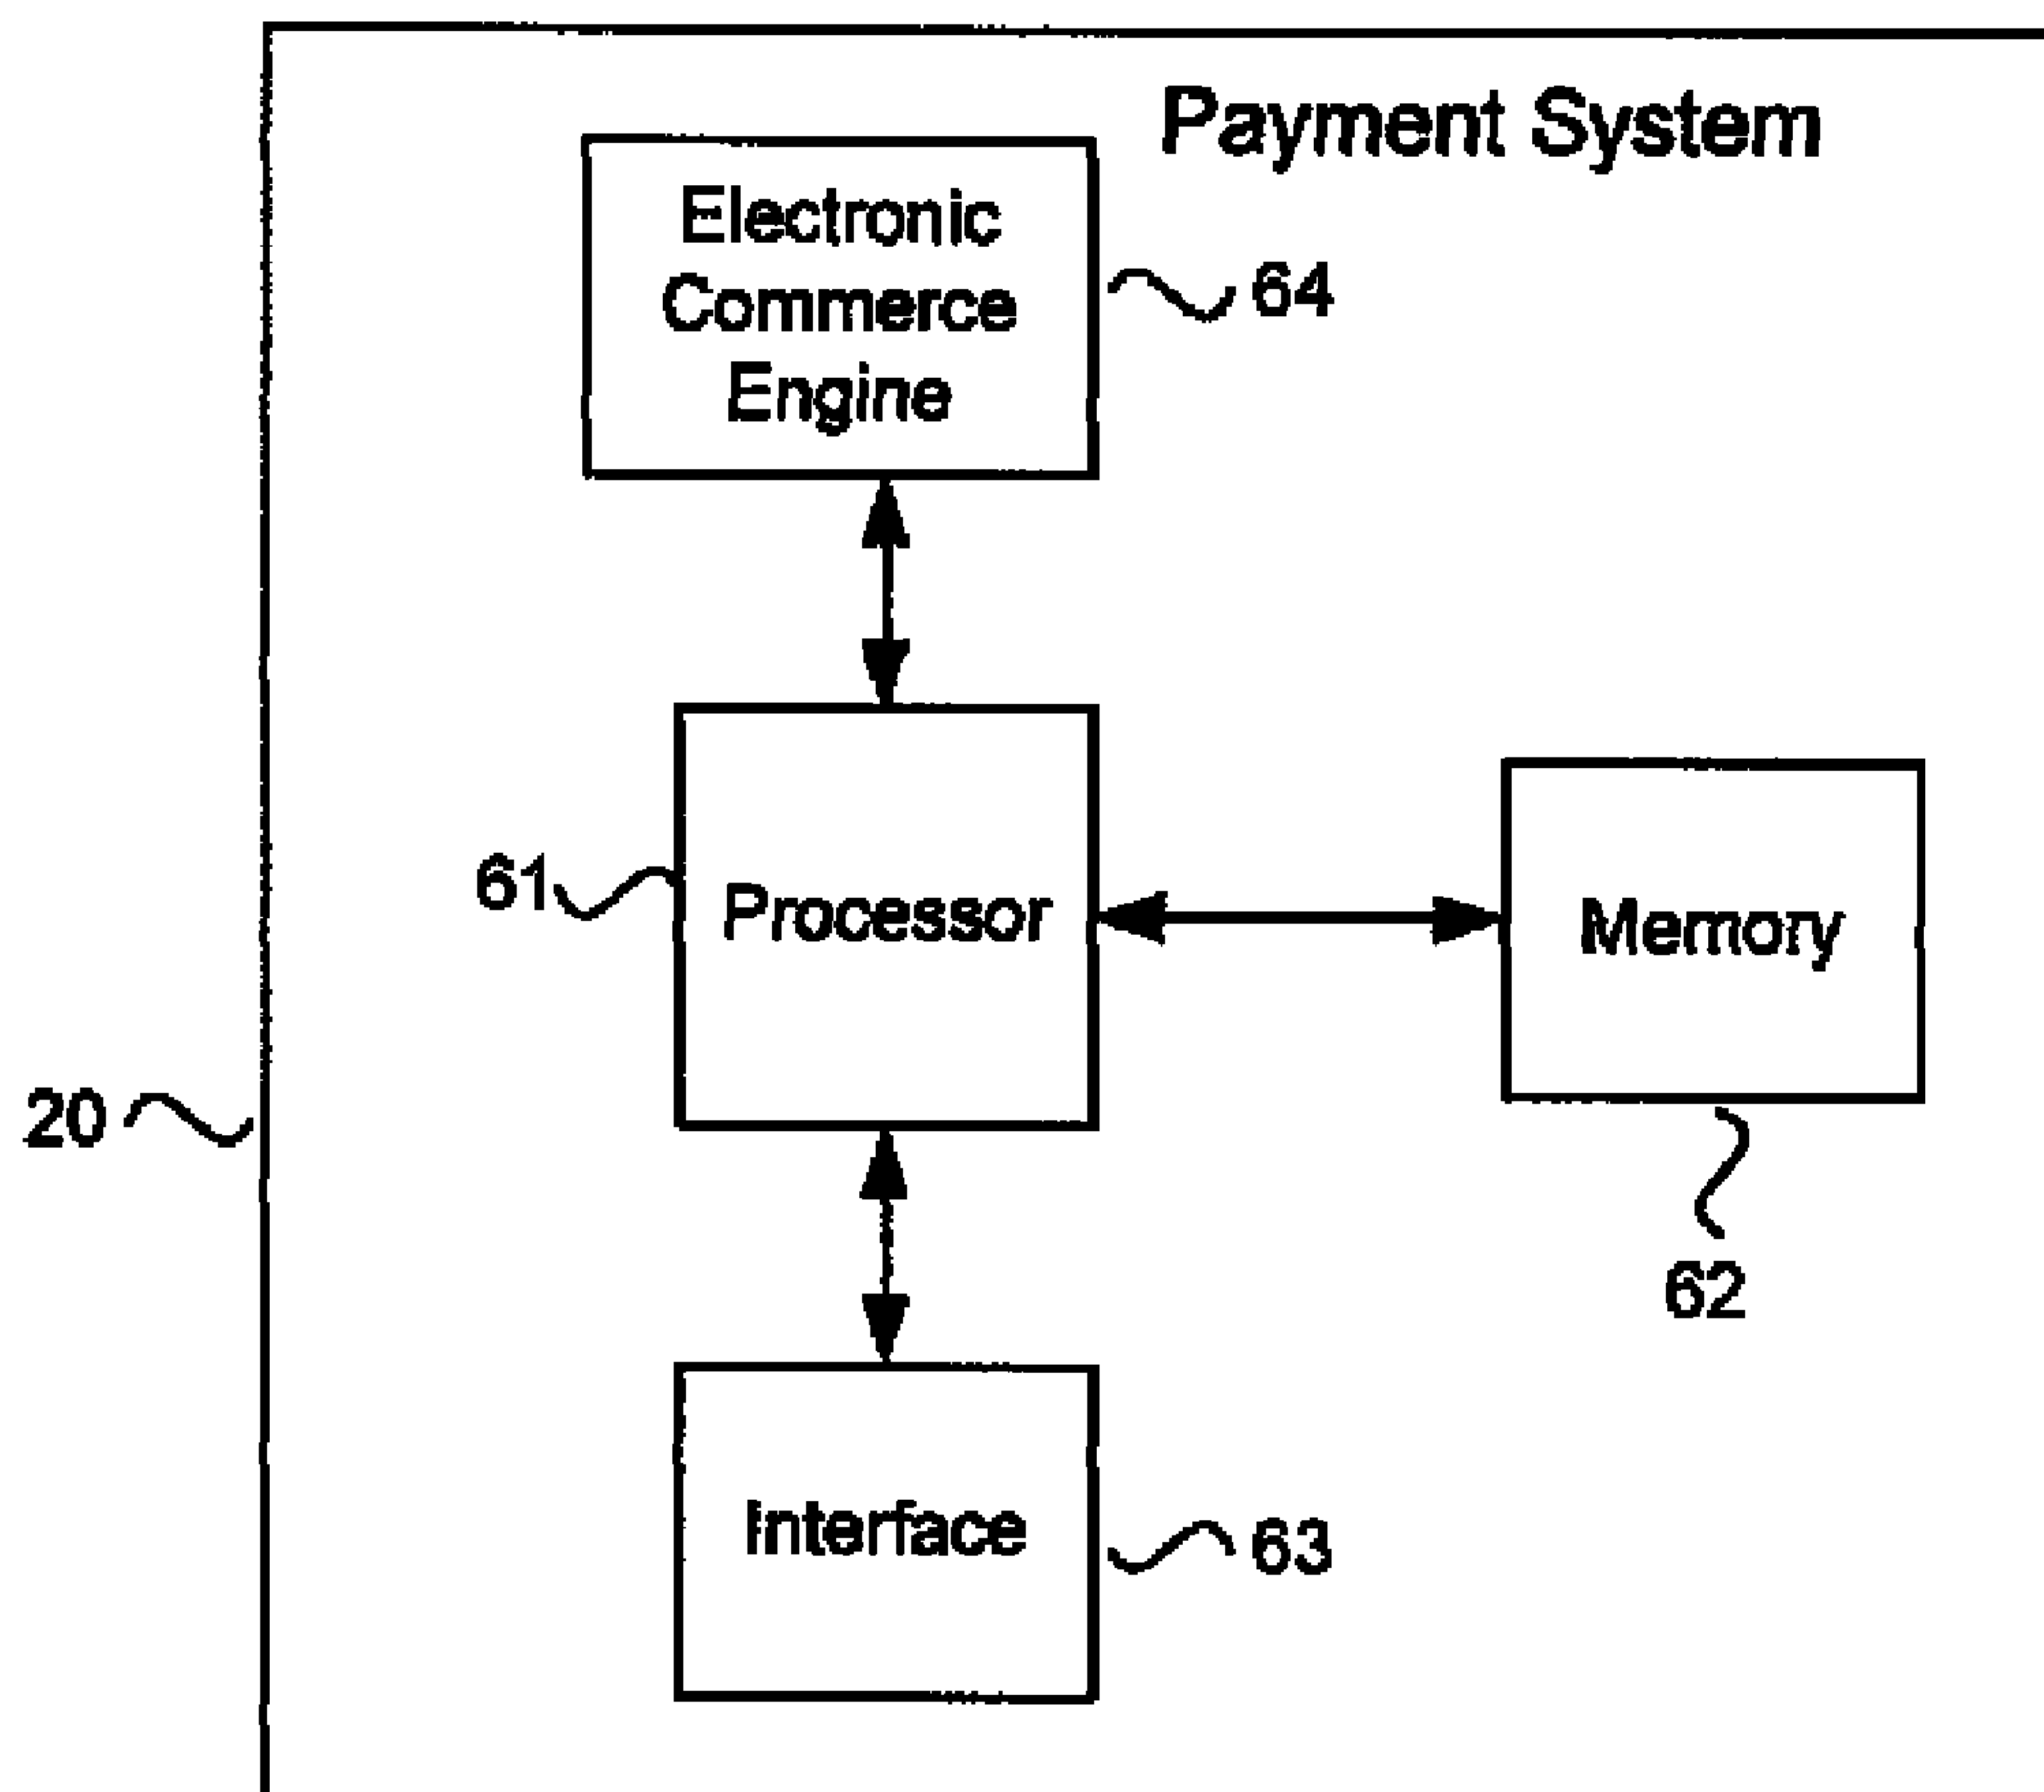 Payment System
Electronic
Commerce
Engine
64
61
Processor
Memory
20
62
Interface
63